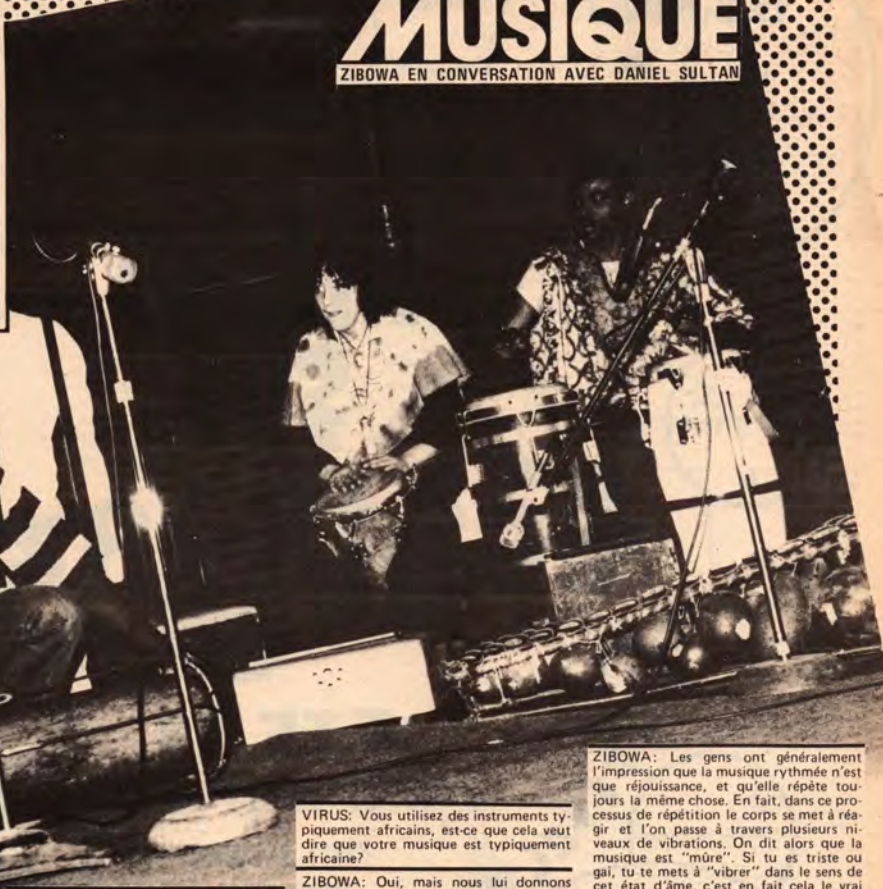 MUSIQUE
ZIBOWA EN CONVERSATION AVEC DANIEL SULTAN
VIRUS: Vous utilisez des instruments ty-
piquement africains, est-ce que cela veut
dire que votre musique est typiquement
africaine?
ZIBOWA: Oui, mais nous lui donnons
ZIBOWA: Les gens ont généralement
l'impression que la musique rythmée n'est
que réjouissance, et qu'elle répète tou-
jours la même chose. En fait, dans ce pro-
cessus de répétition le corps se met à réa-
gir et l'on passe à travers plusieurs ni-
veaux de vibrations. On dit alors que la
musique est "mûre". Si tu es triste ou
gai, tu te mets à "vibrer" dans le sens de
cet état d'âme, c'est en fait cela le vrai